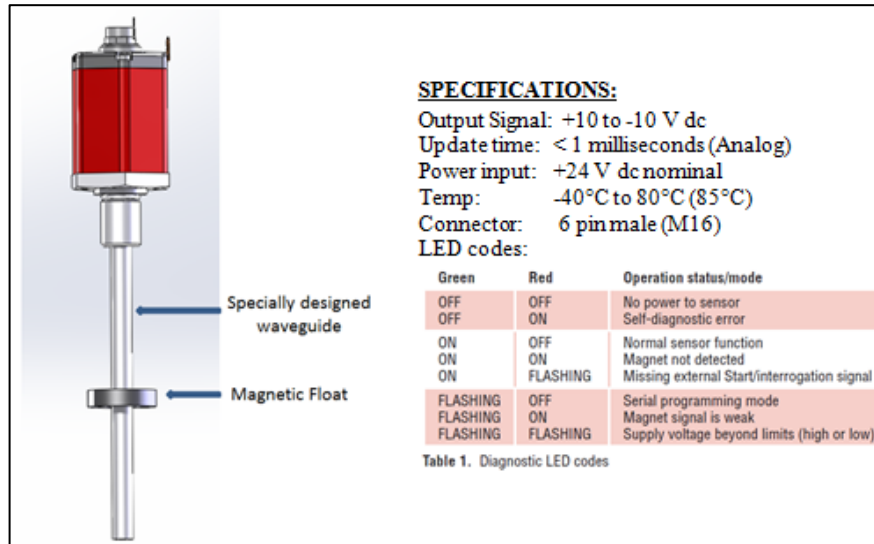 SPECIFICATIONS:
Output Signal: +10 to -10 V dc
Update time: < 1 milliseconds (Analog)
Power input: +24 V dc nominal
Temp: -40°C to 80°C (85°C)
Connector: 6 pin male (M16)
LED codes:
Green Red Operation status/mode
OFF OFF No power to sensor
OFF ON Self-diagnostic error
ON OFF Normal sensor function
ON ON Magnet not detected
ON FLASHING Missing external Start/interrogation signal
FLASHING OFF Serial programming mode
FLASHING ON Magnet signal is weak
FLASHING FLASHING Supply voltage beyond limits (high or low)
Table 1. Diagnostic LED codes
Specially designed
waveguide
Magnetic Float